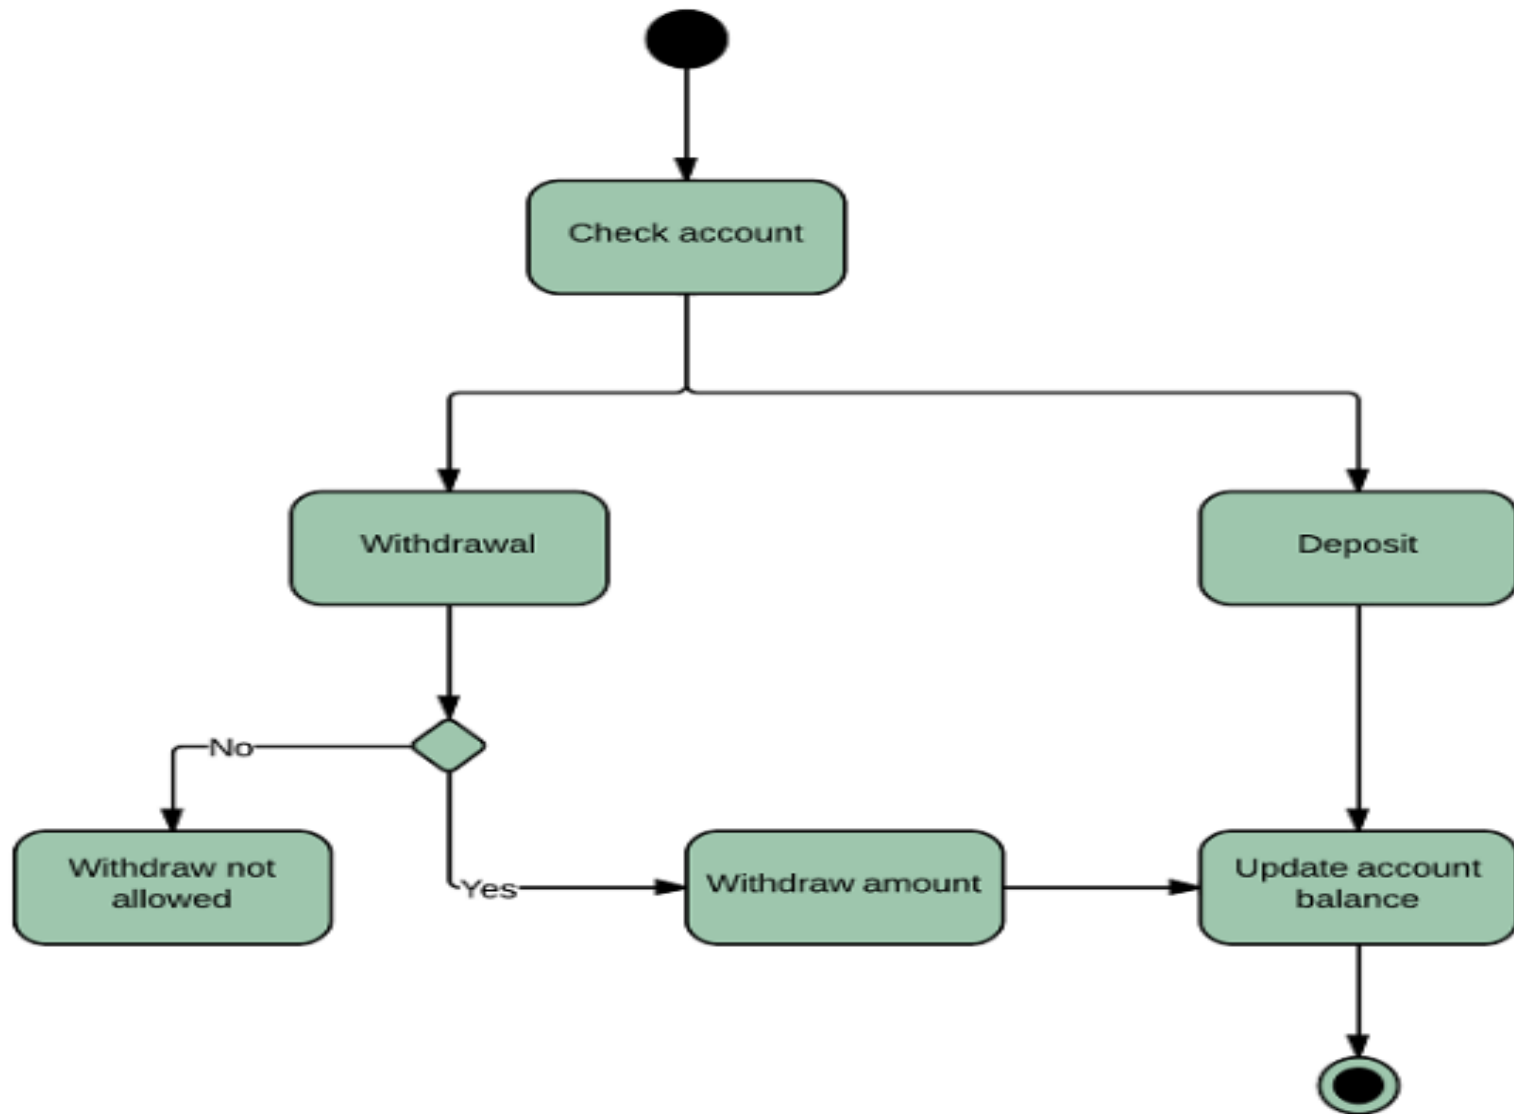 Check account
Withdrawal
Deposit
No
Withdraw not
allowed
Yes
Withdraw amount
Update account
balance